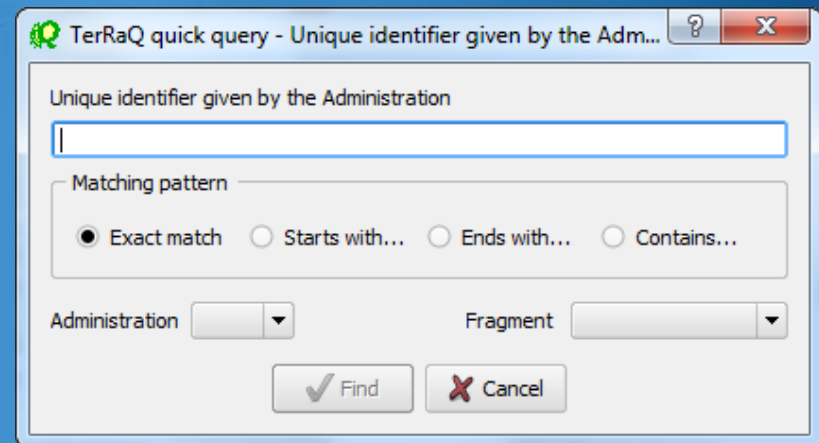 TerRaQ quick query - Unique identifier given by the Adm...
Unique identifier given by the Administration
Matching pattern
Exact match Starts with... Ends with... Contains...
Administration Fragment
Find Cancel